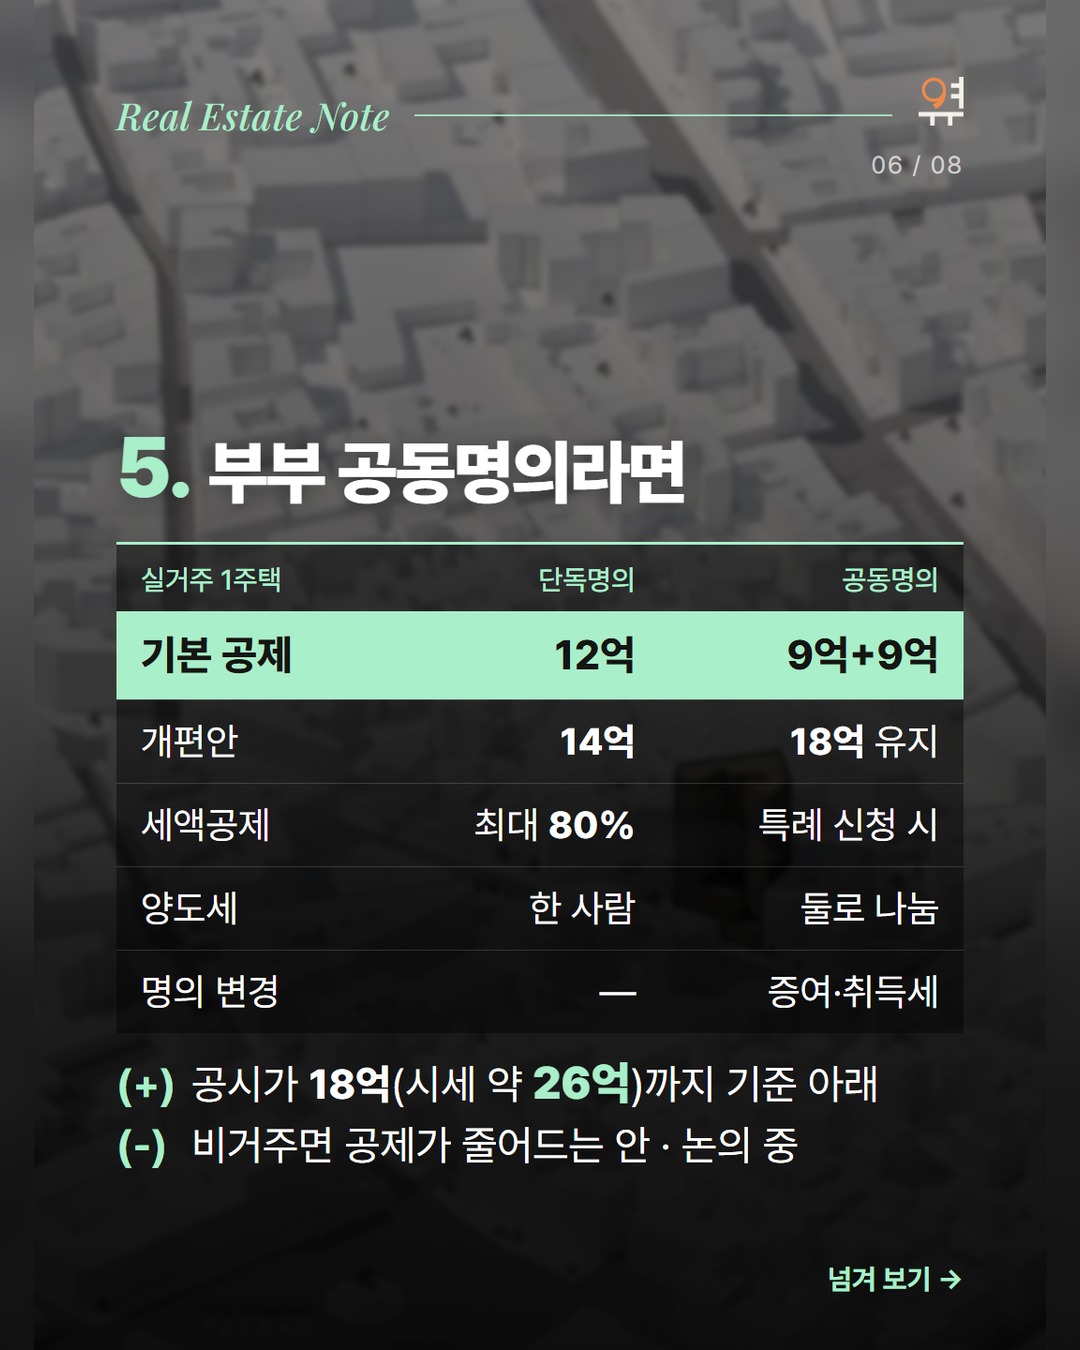 Real Estate Note
06 / 08
5. 부부 공동명의라면
실거주 1주택 단독명의 공동명의
기본 공제 12억 9억+9억
개편안 14억 18억 유지
세액공제 최대 80% 특례 신청 시
양도세 한 사람 둘로 나눔
명의 변경 — 증여·취득세
(+) 공시가 18억(시세 약 26억)까지 기준 아래
(-) 비거주면 공제가 줄어드는 안 · 논의 중
넘겨 보기 →